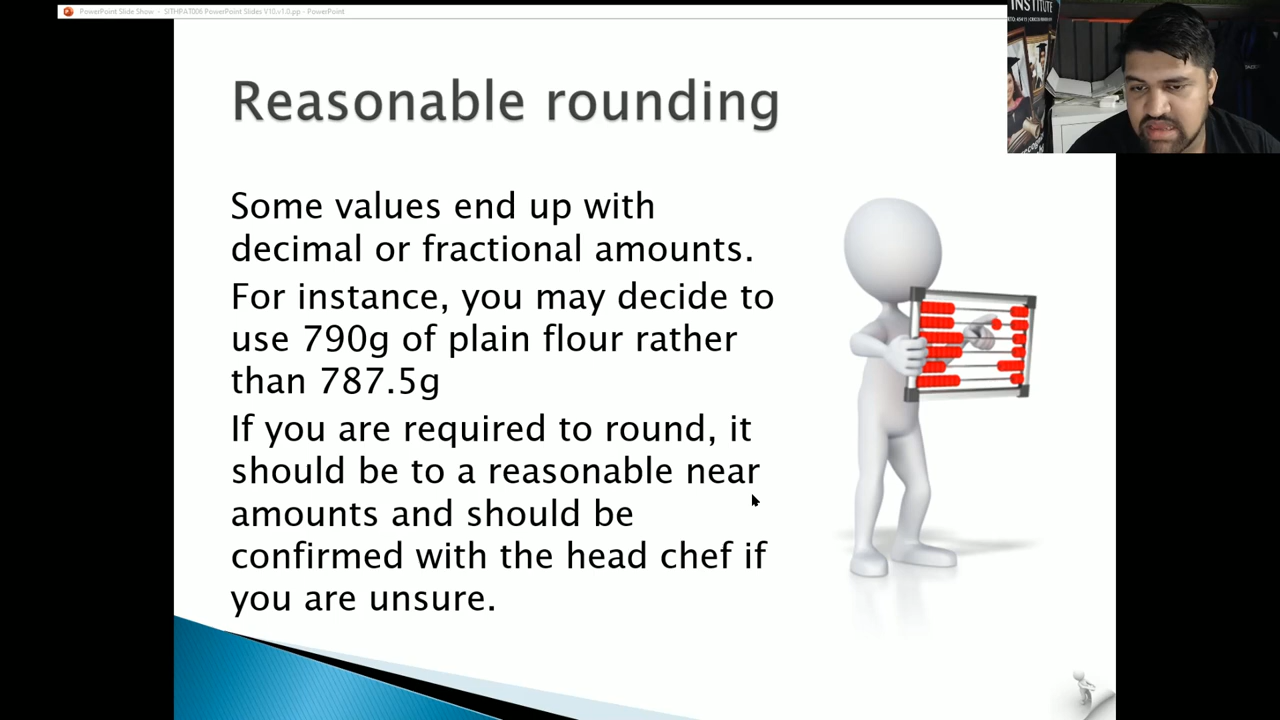 PowerPoint Slide Show - SITHPAT006 PowerPoint Slides V10.v1.0.pp - PowerPoint
INSTITUTE
Reasonable rounding
Some values end up with
decimal or fractional amounts.
For instance, you may decide to
use 790g of plain flour rather
than 787.5g
If you are required to round, it
should be to a reasonable near
amounts and should be
confirmed with the head chef if
you are unsure.